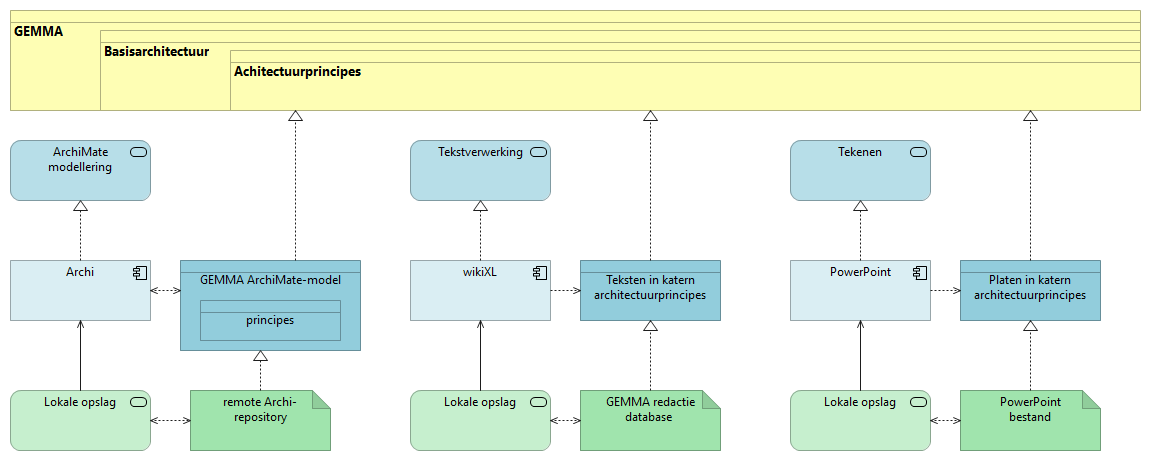 GEMMA
Basisarchitectuur
Achitectuurprincipes
ArchiMate
modellering
Tekstverwerking
Tekenen
Archi
GEMMA ArchiMate-model
principes
wikiXL
Teksten in katern
architectuurprincipes
PowerPoint
Platen in katern
architectuurprincipes
Lokale opslag
remote Archi-
repository
Lokale opslag
GEMMA redactie
database
Lokale opslag
PowerPoint
bestand